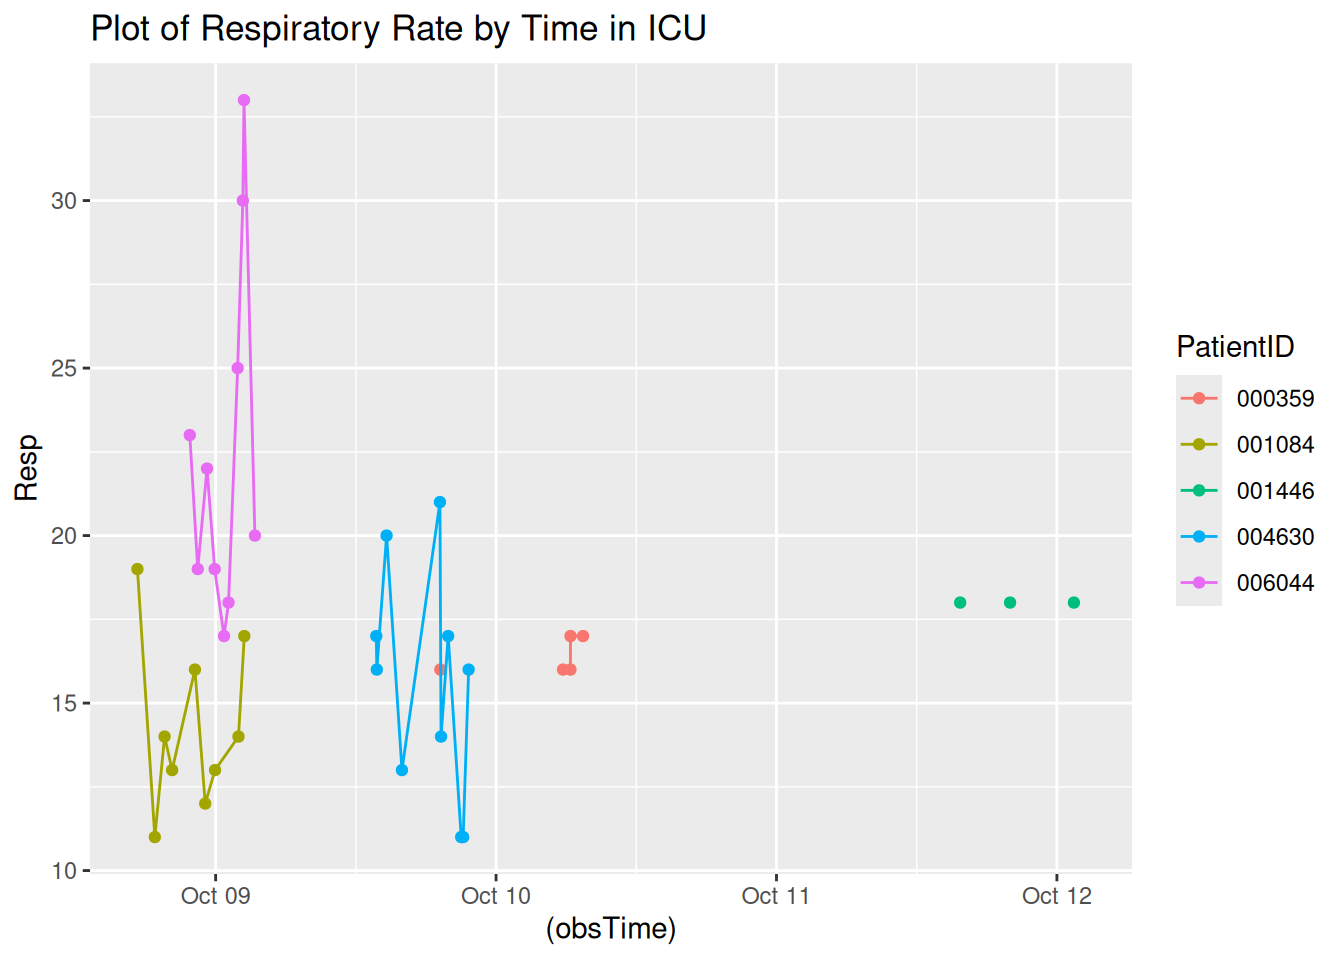 Plot of Respiratory Rate by Time in ICU
30
25
20
15
10
Resp
Oct 09 Oct 10 Oct 11 Oct 12
(obsTime)
PatientID
000359
001084
001446
004630
006044